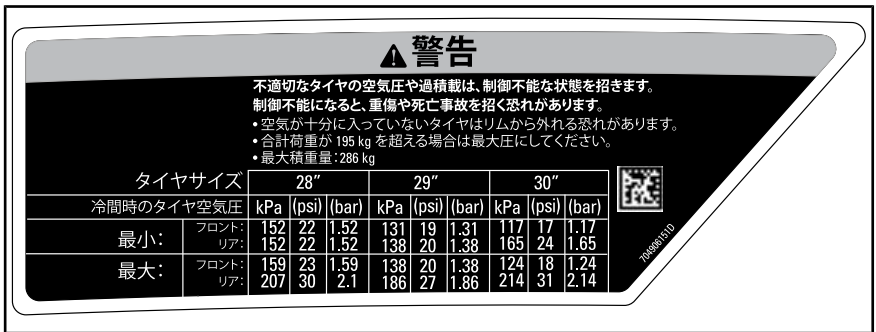 警告
不適切なタイヤの空気圧や過積載は、制御不能な状態を招きます。
制御不能になると、重傷や死亡事故を招く恐れがあります。
• 空気が十分に入っていないタイヤはリムから外れる恐れがあります。
• 合計荷重が 195 kg を超える場合は最大圧にしてください。
• 最大積重量：286 kg
タイヤサイズ 28” 29” 30”
冷間時のタイヤ空気圧 kPa (psi) (bar) kPa (psi) (bar) kPa (psi) (bar)
最小： フロント： 152 22 1.52 131 19 1.31 117 17 1.17
リア： 152 22 1.52 138 20 1.38 165 24 1.65
最大： フロント： 159 23 1.59 138 20 1.38 124 18 1.24
リア： 207 30 2.1 186 27 1.86 214 31 2.14
704906151D